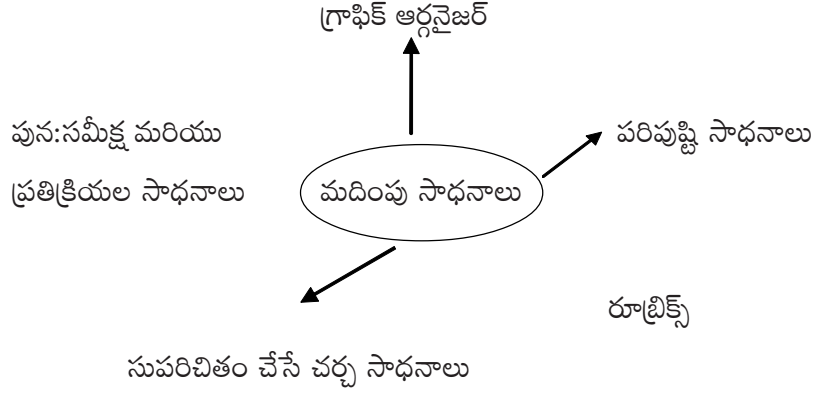 గ్రాఫిక్ ఆర్గనైజర్
పున:సమీక్ష మరియు
ప్రతిక్రియల సాధనాలు
పరిపుష్టి సాధనాలు
మదింపు సాధనాలు
రూబ్రిక్స్
సుపరిచితం చేసే చర్చ సాధనాలు